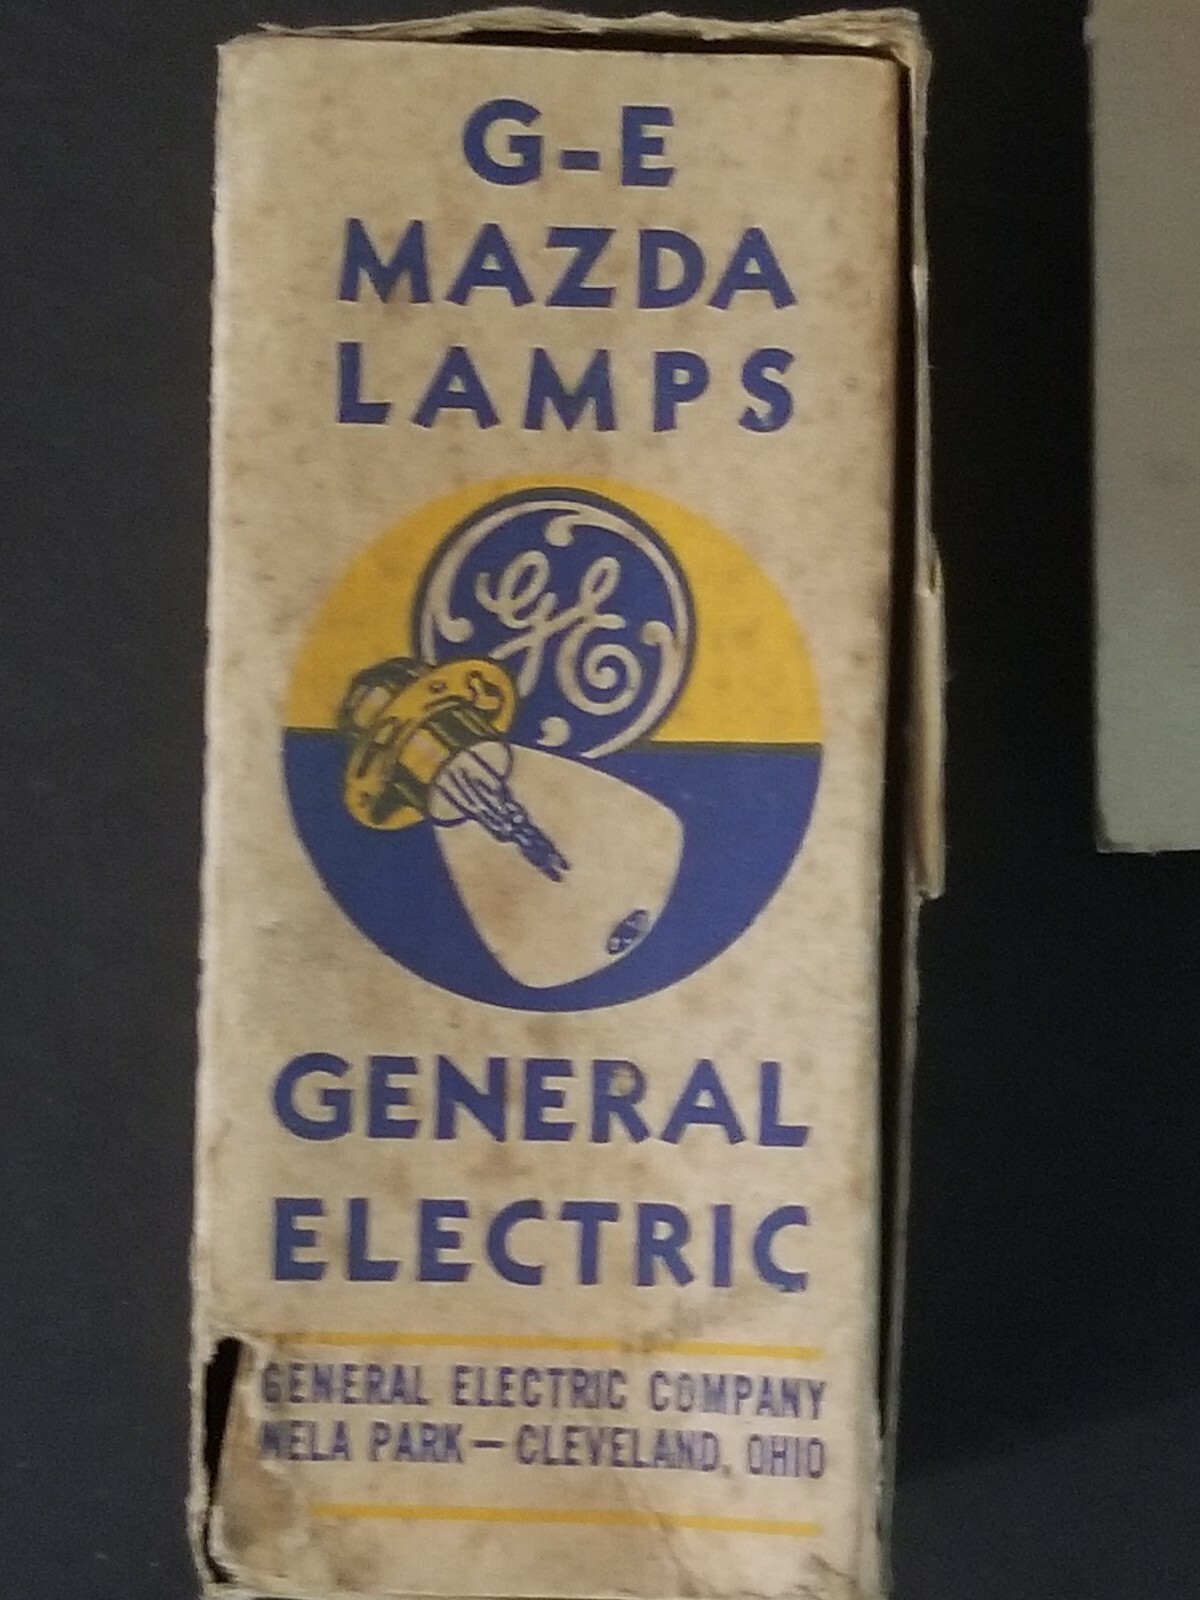 G-E
MAZDA
LAMPS
GE
GENERAL
ELECTRIC
GENERAL ELECTRIC COMPANY
NELA PARK — CLEVELAND, OHIO